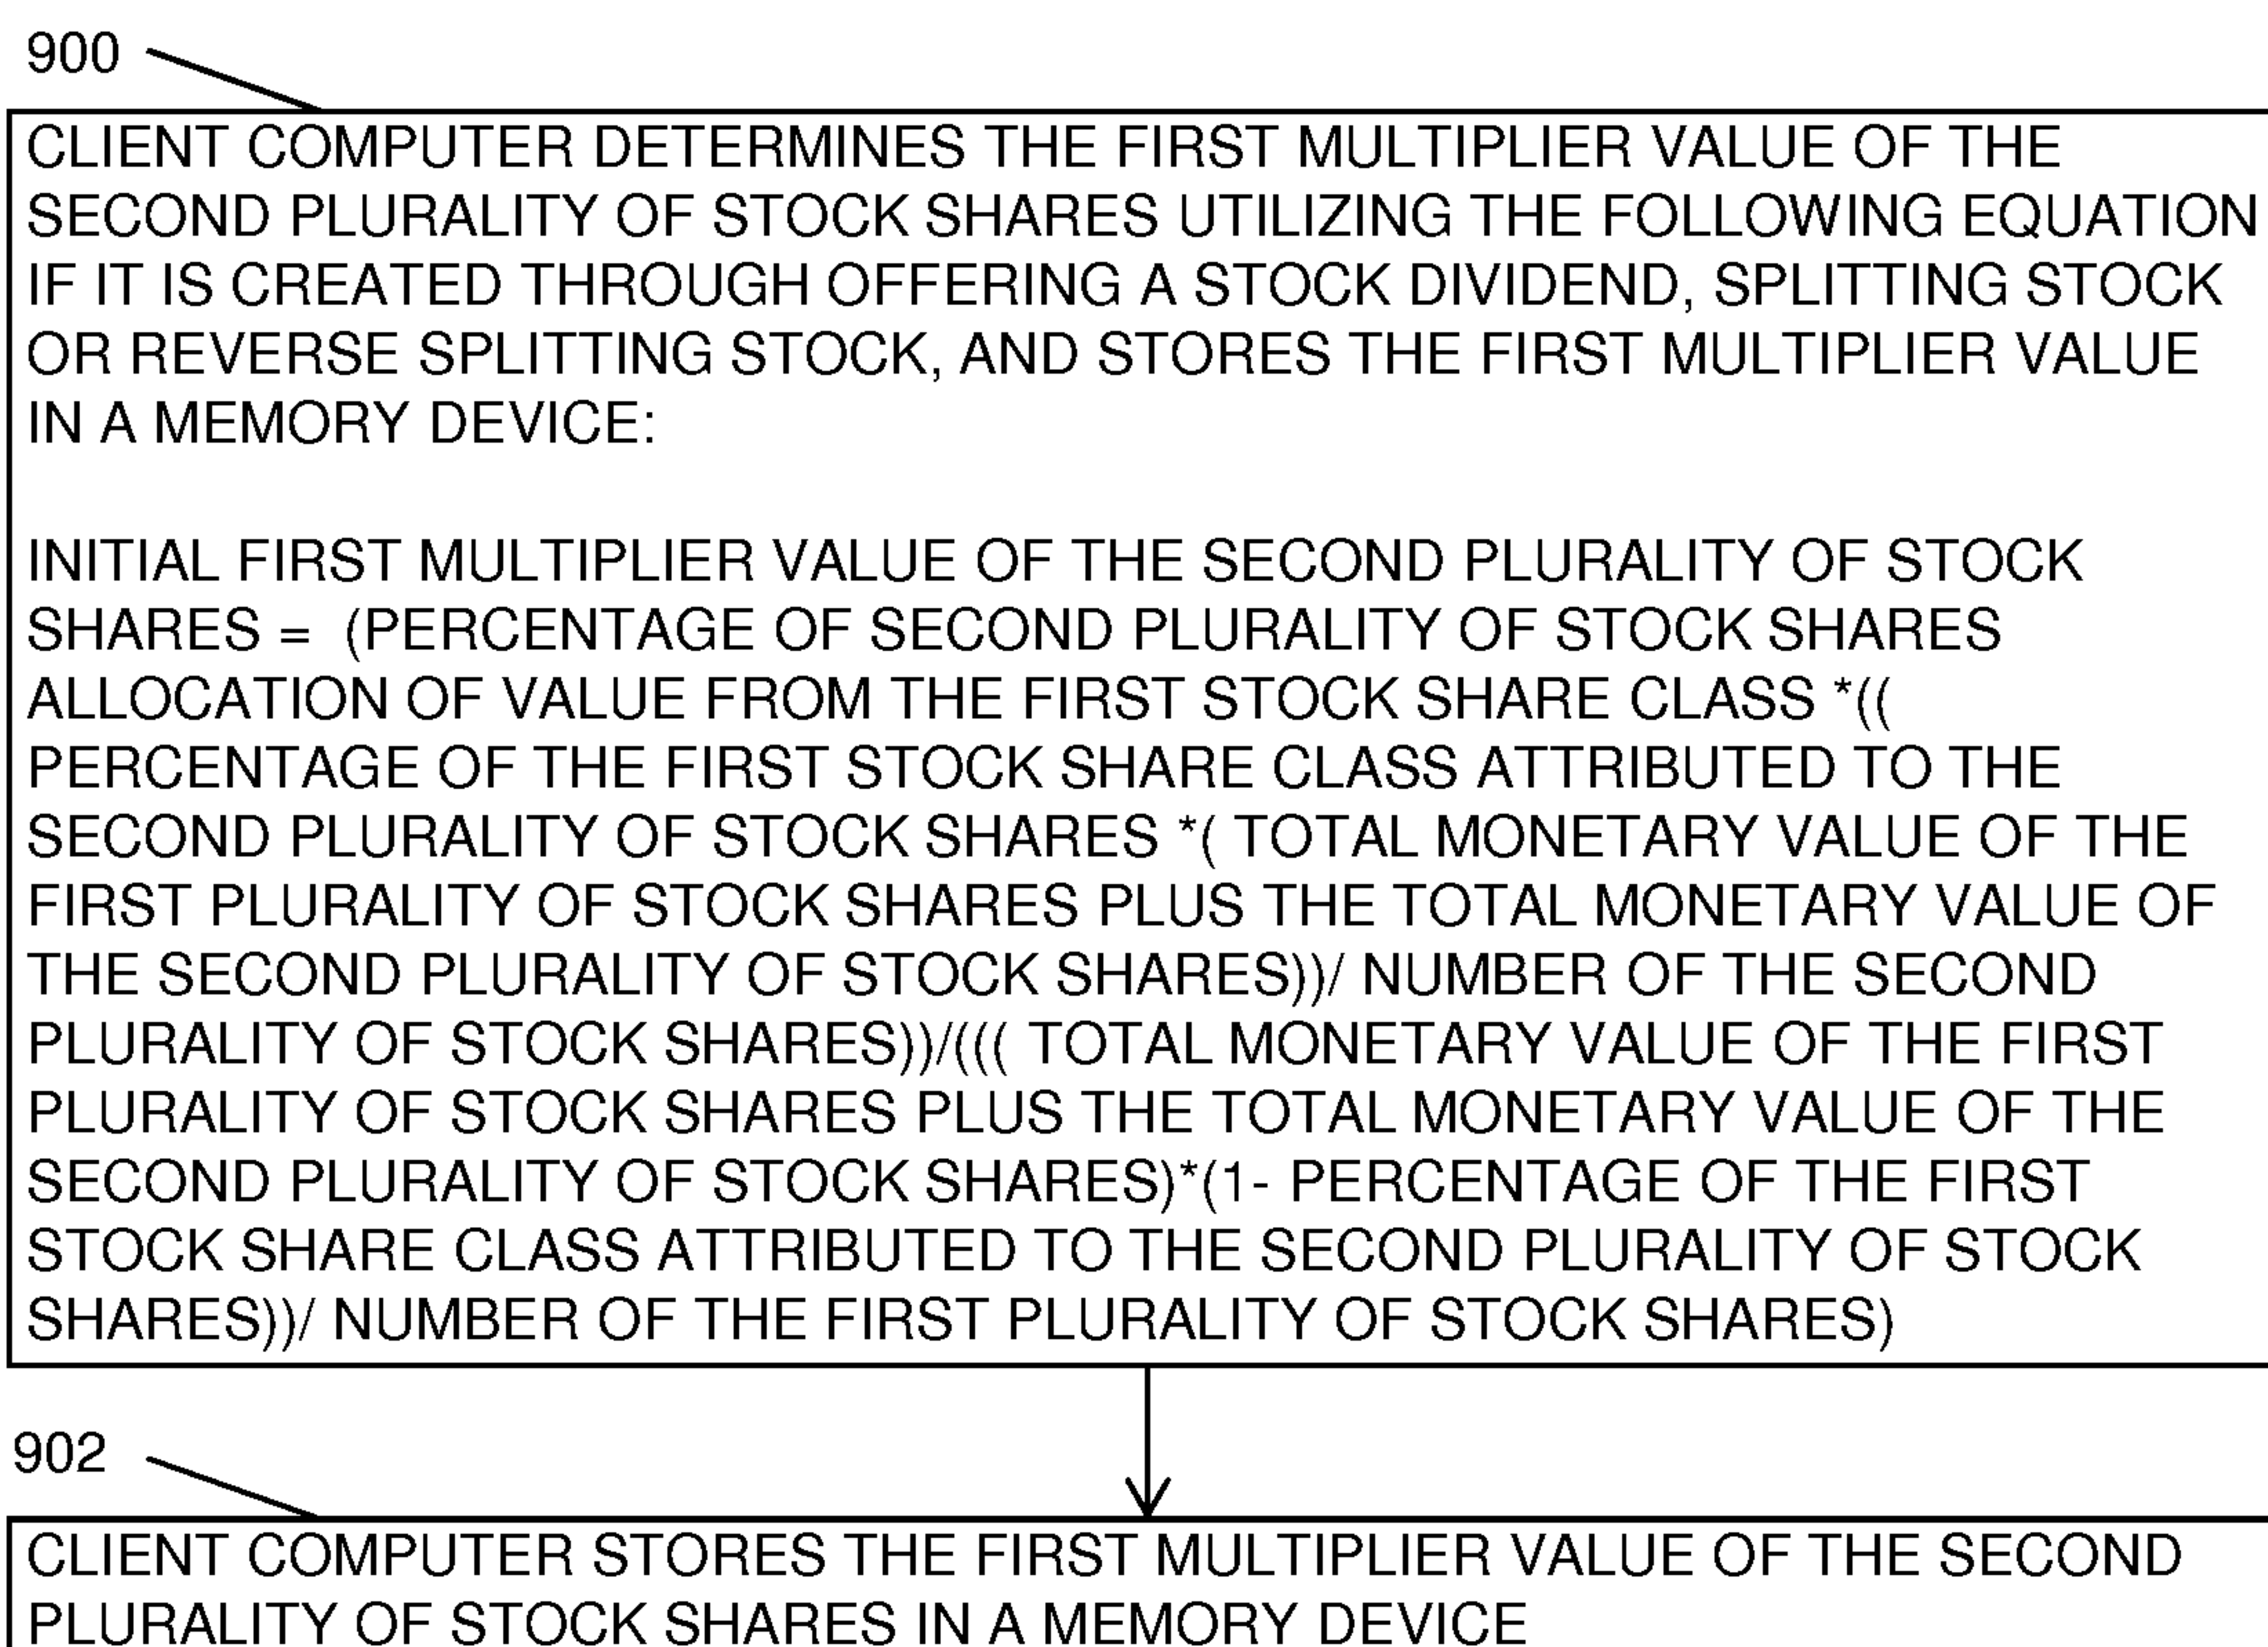 900
CLIENT COMPUTER DETERMINES THE FIRST MULTIPLIER VALUE OF THE
SECOND PLURALITY OF STOCK SHARES UTILIZING THE FOLLOWING EQUATION
IF IT IS CREATED THROUGH OFFERING A STOCK DIVIDEND, SPLITTING STOCK
OR REVERSE SPLITTING STOCK, AND STORES THE FIRST MULTIPLIER VALUE
IN A MEMORY DEVICE:
INITIAL FIRST MULTIPLIER VALUE OF THE SECOND PLURALITY OF STOCK
SHARES = (PERCENTAGE OF SECOND PLURALITY OF STOCK SHARES
ALLOCATION OF VALUE FROM THE FIRST STOCK SHARE CLASS *((
PERCENTAGE OF THE FIRST STOCK SHARE CLASS ATTRIBUTED TO THE
SECOND PLURALITY OF STOCK SHARES *( TOTAL MONETARY VALUE OF THE
FIRST PLURALITY OF STOCK SHARES PLUS THE TOTAL MONETARY VALUE OF
THE SECOND PLURALITY OF STOCK SHARES))/ NUMBER OF THE SECOND
PLURALITY OF STOCK SHARES))/((( TOTAL MONETARY VALUE OF THE FIRST
PLURALITY OF STOCK SHARES PLUS THE TOTAL MONETARY VALUE OF THE
SECOND PLURALITY OF STOCK SHARES)*(1- PERCENTAGE OF THE FIRST
STOCK SHARE CLASS ATTRIBUTED TO THE SECOND PLURALITY OF STOCK
SHARES))/ NUMBER OF THE FIRST PLURALITY OF STOCK SHARES)
902
CLIENT COMPUTER STORES THE FIRST MULTIPLIER VALUE OF THE SECOND
PLURALITY OF STOCK SHARES IN A MEMORY DEVICE